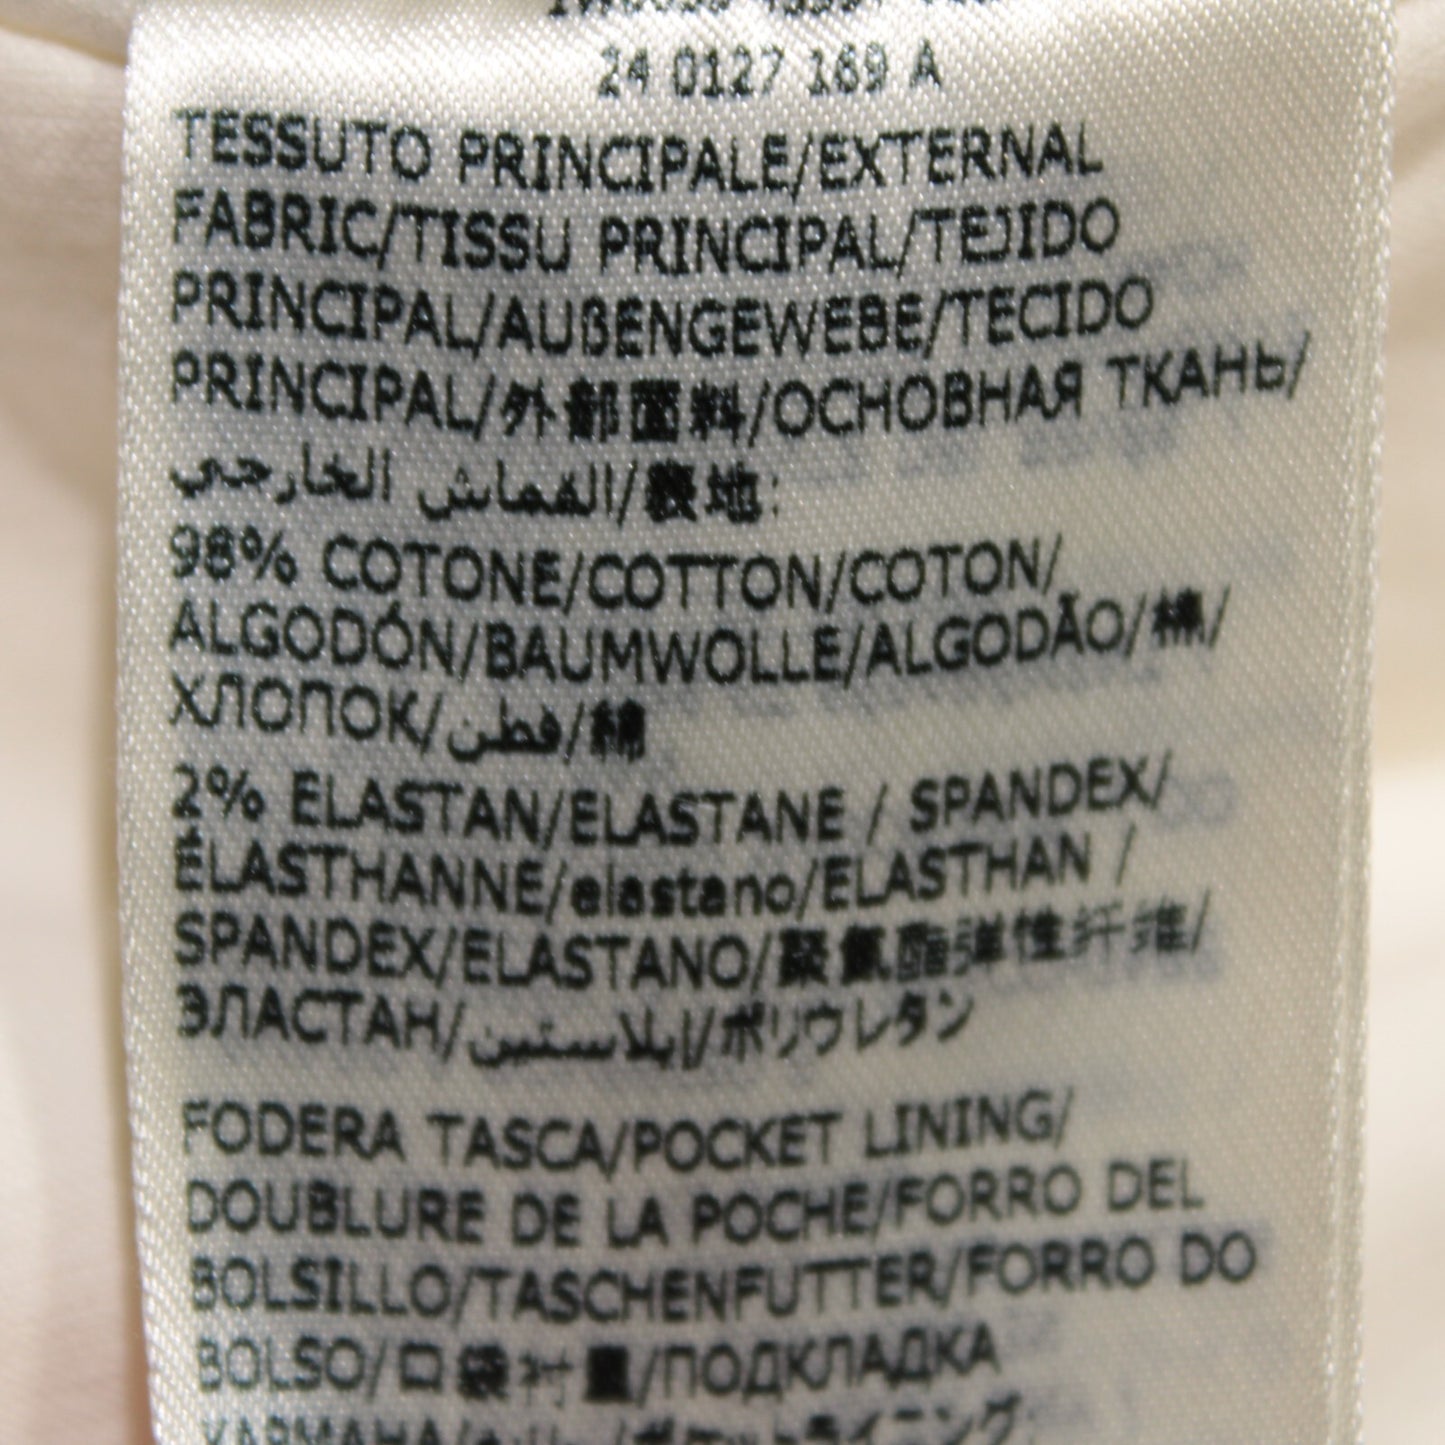 24 0127 169 A
TESSUTO PRINCIPALE/EXTERNAL
FABRIC/TISSU PRINCIPAL/TEJIDO
PRINCIPAL/AUßENGEWEBE/TECIDO
PRINCIPAL/外部面料/ОСНОВНАЯ ТКАНЬ/
القماش الخارجي/表地:
98% COTONE/COTTON/COTON/
ALGODÓN/BAUMWOLLE/ALGODÃO/棉/
ХЛОПОК/قطن/綿
2% ELASTAN/ELASTANE / SPANDEX/
ÉLASTHANNE/elastano/ELASTHAN /
SPANDEX/ELASTANO/聚氨酯弹性纤维/
ЭЛАСТАН/إيلاستين/ポリウレタン
FODERA TASCA/POCKET LINING/
DOUBLURE DE LA POCHE/FORRO DEL
BOLSILLO/TASCHENFUTTER/FORRO DO
BOLSO/口袋衬里/ПОДКЛАДКА
КАРМАНА/